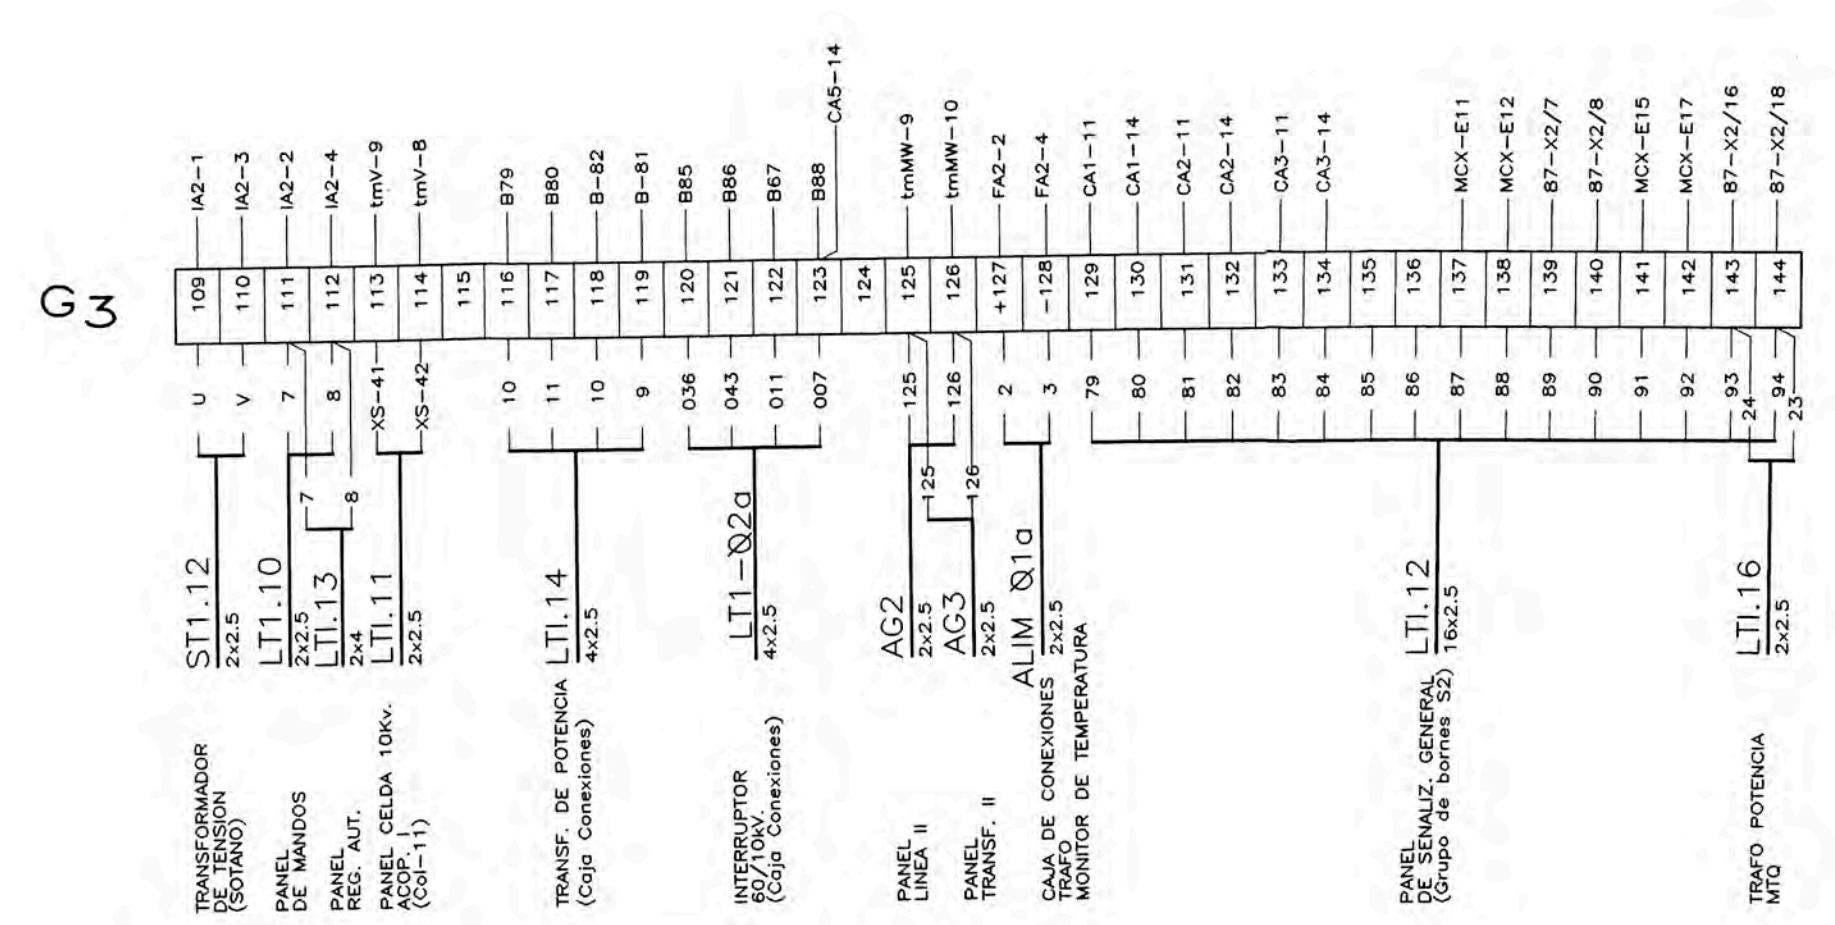 G3
IA2-1
IA2-3
IA2-2
IA2-4
tmV-9
tmV-8
B79
B80
B-82
B-81
B85
B86
B67
B88
CA5-14
tmMW-9
tmMW-10
FA2-2
FA2-4
CA1-11
CA1-14
CA2-11
CA2-14
CA3-11
CA3-14
MCX-E11
MCX-E12
87-X2/7
87-X2/8
MCX-E15
MCX-E17
87-X2/16
87-X2/18
109
110
111
112
113
114
115
116
117
118
119
120
121
122
123
124
125
126
+127
-128
129
130
131
132
133
134
135
136
137
138
139
140
141
142
143
144
U
V
7
8
XS-41
XS-42
10
11
10
9
036
043
011
007
125
126
2
3
79
80
81
82
83
84
85
86
87
88
89
90
91
92
93
24
94
23
7
8
125
126
ST1.12
2x2.5
LT1.10
2x2.5
LTI.13
2x4
LTI.11
2x2.5
LTI.14
4x2.5
LT1-Ø2a
4x2.5
AG2
2x2.5
AG3
2x2.5
ALIM Ø1a
2x2.5
LTI.12
16x2.5
LTI.16
2x2.5
TRANSFORMADOR
DE TENSION
(SOTANO)
PANEL
DE MANDOS
PANEL
REG. AUT.
PANEL CELDA 10Kv.
ACOP. I
(Col-11)
TRANSF. DE POTENCIA
(Caja Conexiones)
INTERRUPTOR
60/10kV.
(Caja Conexiones)
PANEL
LINEA II
PANEL
TRANSF. II
CAJA DE CONEXIONES
TRAFO
MONITOR DE TEMPERATURA
PANEL
DE SENALIZ. GENERAL
(Grupo de bornes S2)
TRAFO POTENCIA
MTQ